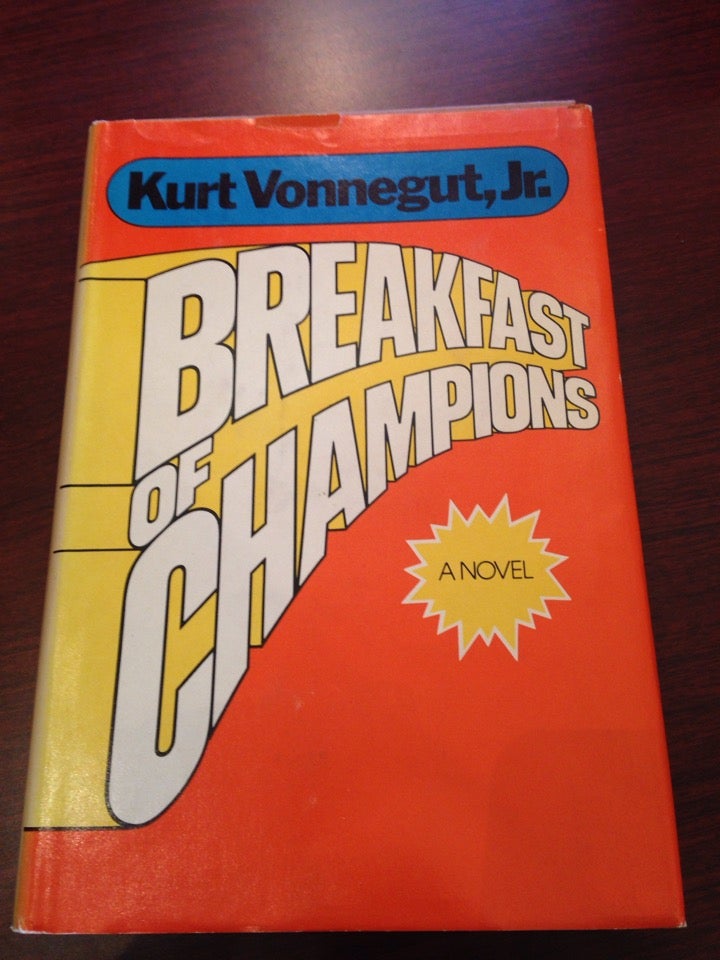 Kurt Vonnegut, Jr.
BREAKFAST
OF
CHAMPIONS
A NOVEL